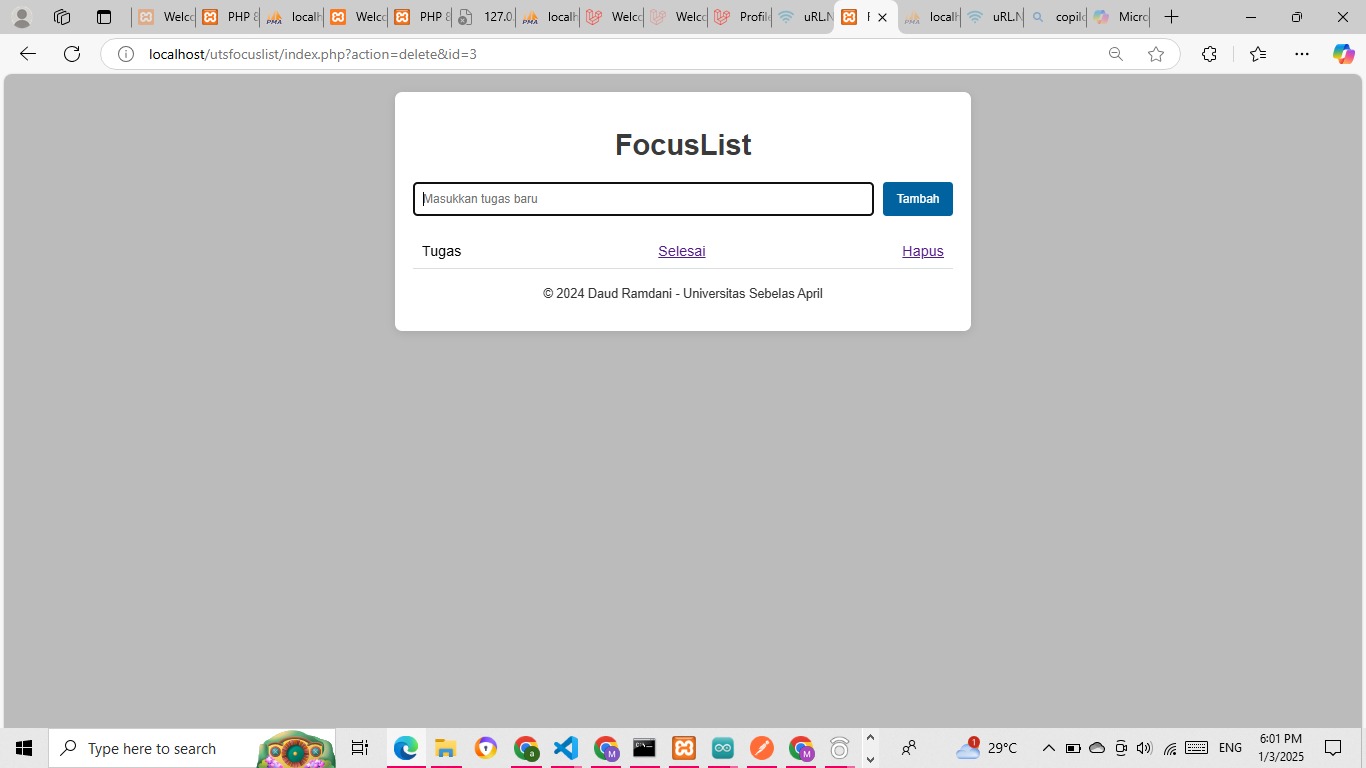 Welco
PHP 8
localh
Welco
PHP 8
127.0.
localh
Welco
Welco
Profile
uRL.N
localh
uRL.N
copilo
Micro
localhost/utsfocuslist/index.php?action=delete&id=3
FocusList
Masukkan tugas baru
Tambah
Tugas Selesai Hapus
© 2024 Daud Ramdani - Universitas Sebelas April
Type here to search
1
29°C
ENG
6:01 PM
1/3/2025